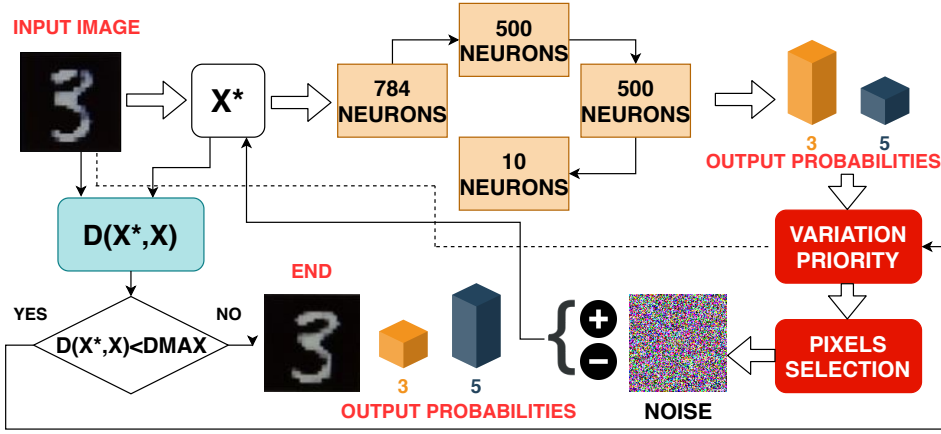 INPUT IMAGE
X*
784
NEURONS
500
NEURONS
500
NEURONS
10
NEURONS
3
5
OUTPUT PROBABILITIES
D(X*,X)
VARIATION
PRIORITY
PIXELS
SELECTION
NOISE
+
−
YES
D(X*,X)<DMAX
NO
END
3
5
OUTPUT PROBABILITIES